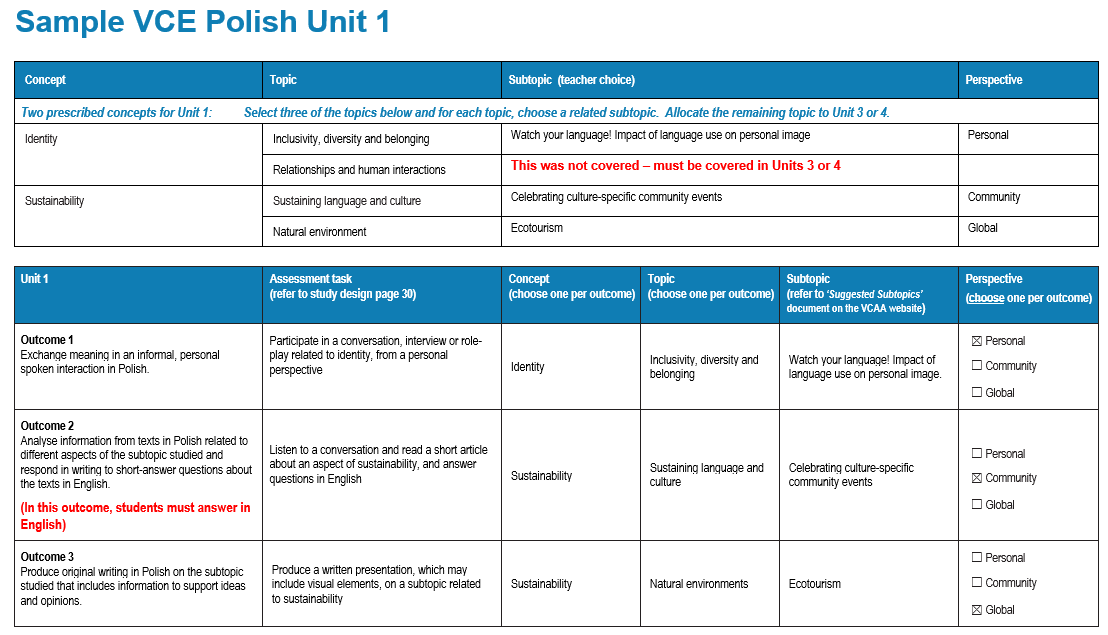 Sample VCE Polish Unit 1
Concept
Topic
Subtopic (teacher choice)
Perspective
Two prescribed concepts for Unit 1: Select three of the topics below and for each topic, choose a related subtopic. Allocate the remaining topic to Unit 3 or 4.
Identity
Inclusivity, diversity and belonging
Watch your language! Impact of language use on personal image
Personal
Relationships and human interactions
This was not covered – must be covered in Units 3 or 4
Sustainability
Sustaining language and culture
Celebrating culture-specific community events
Community
Natural environment
Ecotourism
Global
Unit 1
Assessment task
(refer to study design page 30)
Concept
(choose one per outcome)
Topic
(choose one per outcome)
Subtopic
(refer to ‘Suggested Subtopics’
document on the VCAA website)
Perspective
(choose one per outcome)
Outcome 1
Exchange meaning in an informal, personal
spoken interaction in Polish.
Participate in a conversation, interview or role-
play related to identity, from a personal
perspective
Identity
Inclusivity, diversity and
belonging
Watch your language! Impact of
language use on personal image.
☒ Personal
☐ Community
☐ Global
Outcome 2
Analyse information from texts in Polish related to
different aspects of the subtopic studied and
respond in writing to short-answer questions about
the texts in English.
(In this outcome, students must answer in
English)
Listen to a conversation and read a short article
about an aspect of sustainability, and answer
questions in English
Sustainability
Sustaining language and
culture
Celebrating culture-specific
community events
☐ Personal
☒ Community
☐ Global
Outcome 3
Produce original writing in Polish on the subtopic
studied that includes information to support ideas
and opinions.
Produce a written presentation, which may
include visual elements, on a subtopic related
to sustainability
Sustainability
Natural environments
Ecotourism
☐ Personal
☐ Community
☒ Global